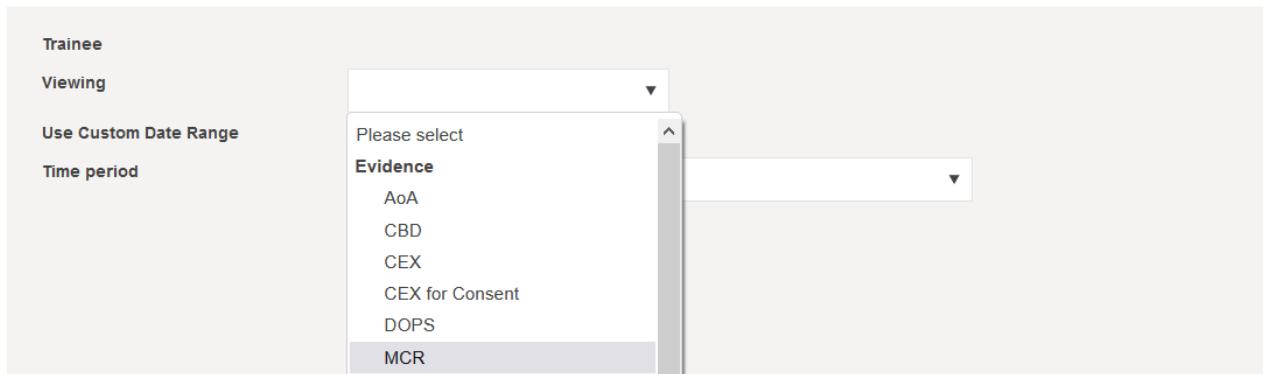 Trainee
Viewing
Use Custom Date Range
Please select
Time period
Evidence
AoA
CBD
CEX
CEX for Consent
DOPS
MCR